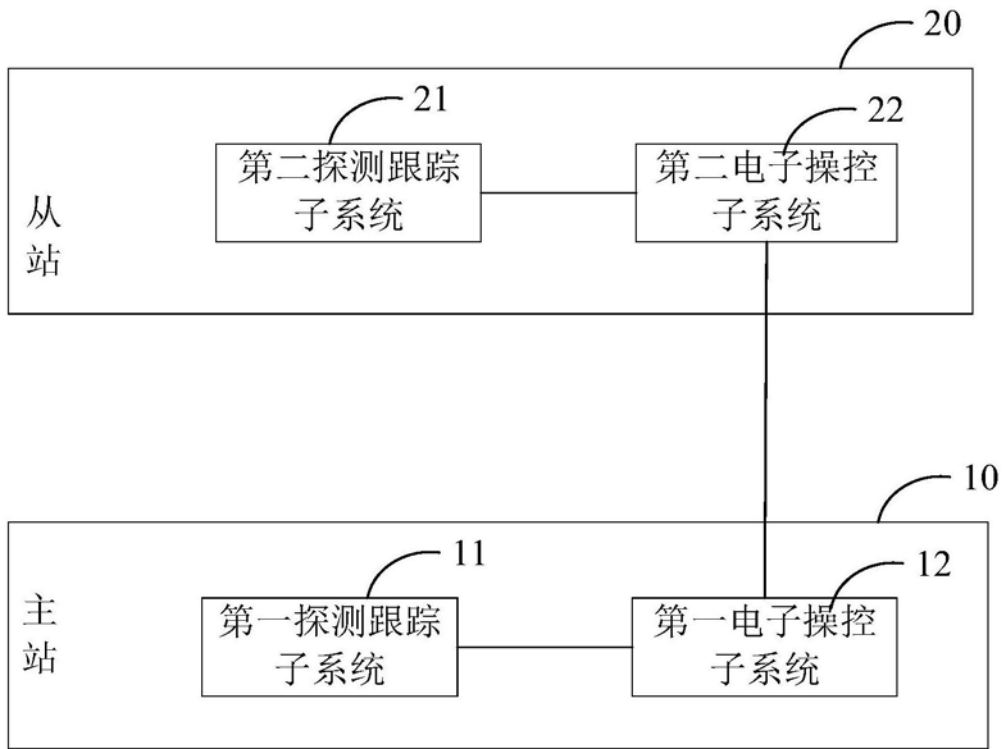 20
21
22
第二探测跟踪
子系统
第二电子操控
子系统
从
站
10
11
12
第一探测跟踪
子系统
第一电子操控
子系统
主
站